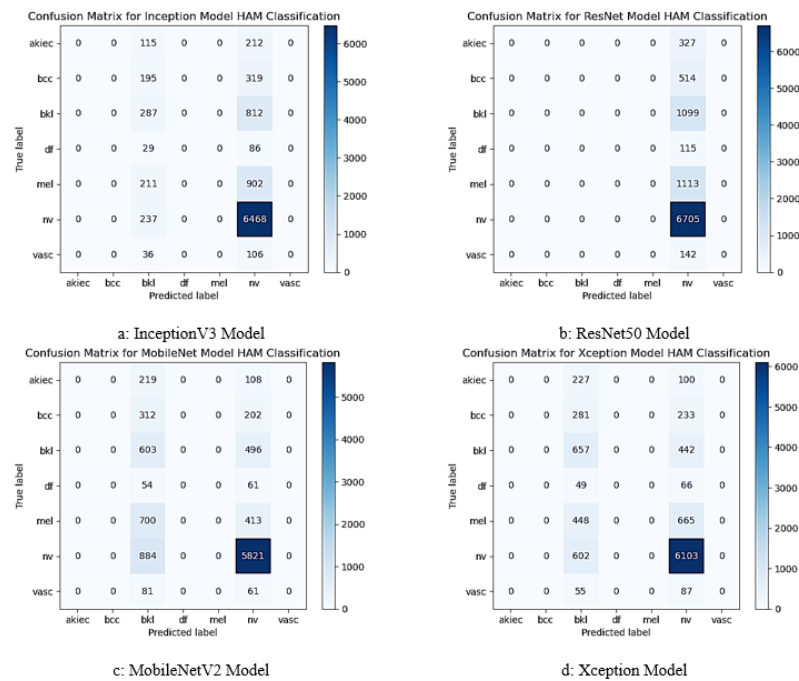 Confusion Matrix for Inception Model HAM Classification
True label
akiec 0 0 115 0 0 212 0
bcc 0 0 195 0 0 319 0
bkl 0 0 287 0 0 812 0
df 0 0 29 0 0 86 0
mel 0 0 211 0 0 902 0
nv 0 0 237 0 0 6468 0
vasc 0 0 36 0 0 106 0
akiec bcc bkl df mel nv vasc
Predicted label
6000
5000
4000
3000
2000
1000
0
a: InceptionV3 Model
Confusion Matrix for ResNet Model HAM Classification
True label
akiec 0 0 0 0 0 327 0
bcc 0 0 0 0 0 514 0
bkl 0 0 0 0 0 1099 0
df 0 0 0 0 0 115 0
mel 0 0 0 0 0 1113 0
nv 0 0 0 0 0 6705 0
vasc 0 0 0 0 0 142 0
akiec bcc bkl df mel nv vasc
Predicted label
6000
5000
4000
3000
2000
1000
0
b: ResNet50 Model
Confusion Matrix for MobileNet Model HAM Classification
True label
akiec 0 0 219 0 0 108 0
bcc 0 0 312 0 0 202 0
bkl 0 0 603 0 0 496 0
df 0 0 54 0 0 61 0
mel 0 0 700 0 0 413 0
nv 0 0 884 0 0 5821 0
vasc 0 0 81 0 0 61 0
akiec bcc bkl df mel nv vasc
Predicted label
5000
4000
3000
2000
1000
0
c: MobileNetV2 Model
Confusion Matrix for Xception Model HAM Classification
True label
akiec 0 0 227 0 0 100 0
bcc 0 0 281 0 0 233 0
bkl 0 0 657 0 0 442 0
df 0 0 49 0 0 66 0
mel 0 0 448 0 0 665 0
nv 0 0 602 0 0 6103 0
vasc 0 0 55 0 0 87 0
akiec bcc bkl df mel nv vasc
Predicted label
6000
5000
4000
3000
2000
1000
0
d: Xception Model